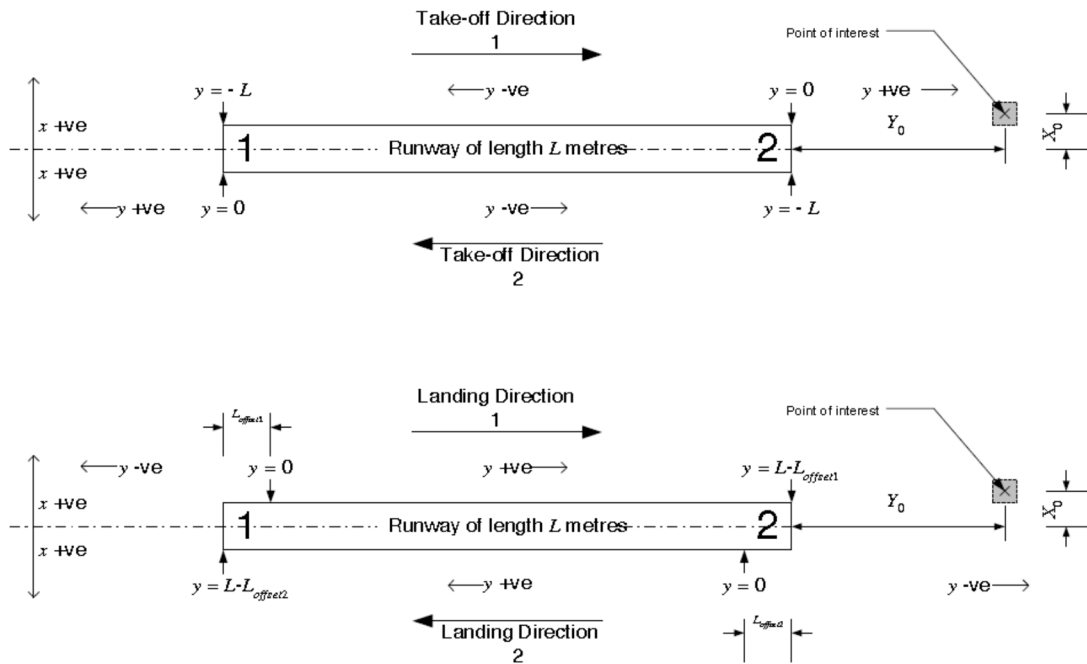 Take-off Direction
1
Point of interest
y = - L
y -ve
y = 0
y +ve
x +ve
Y0
X0
1
Runway of length L metres
2
x +ve
y +ve
y = 0
y -ve
y = - L
Take-off Direction
2
Landing Direction
1
Point of interest
Loffset1
y -ve
y = 0
y +ve
y = L-Loffset1
x +ve
Y0
X0
1
Runway of length L metres
2
x +ve
y = L-Loffset2
y +ve
y = 0
y -ve
Landing Direction
2
Loffset2